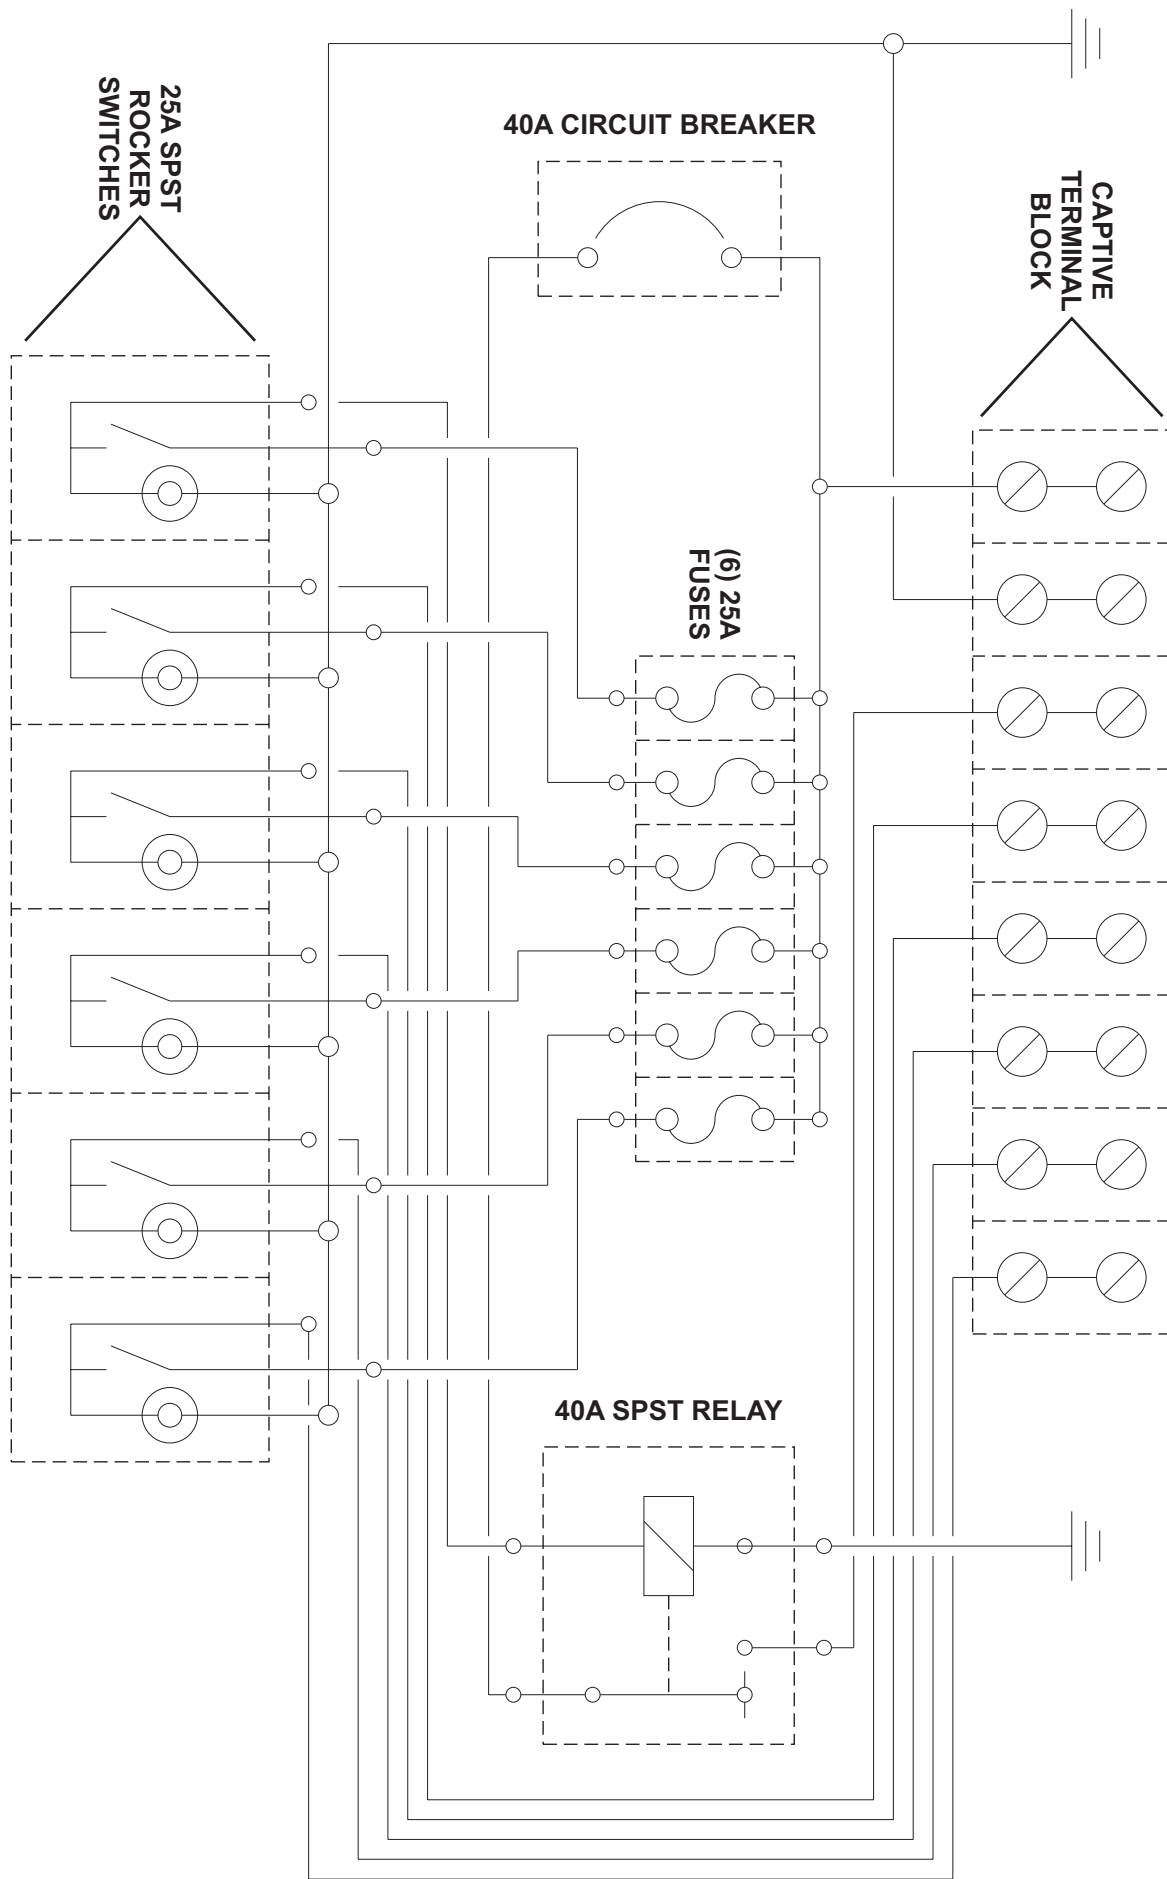 25A SPST
ROCKER
SWITCHES
40A CIRCUIT BREAKER
CAPTIVE
TERMINAL
BLOCK
(6) 25A
FUSES
40A SPST RELAY